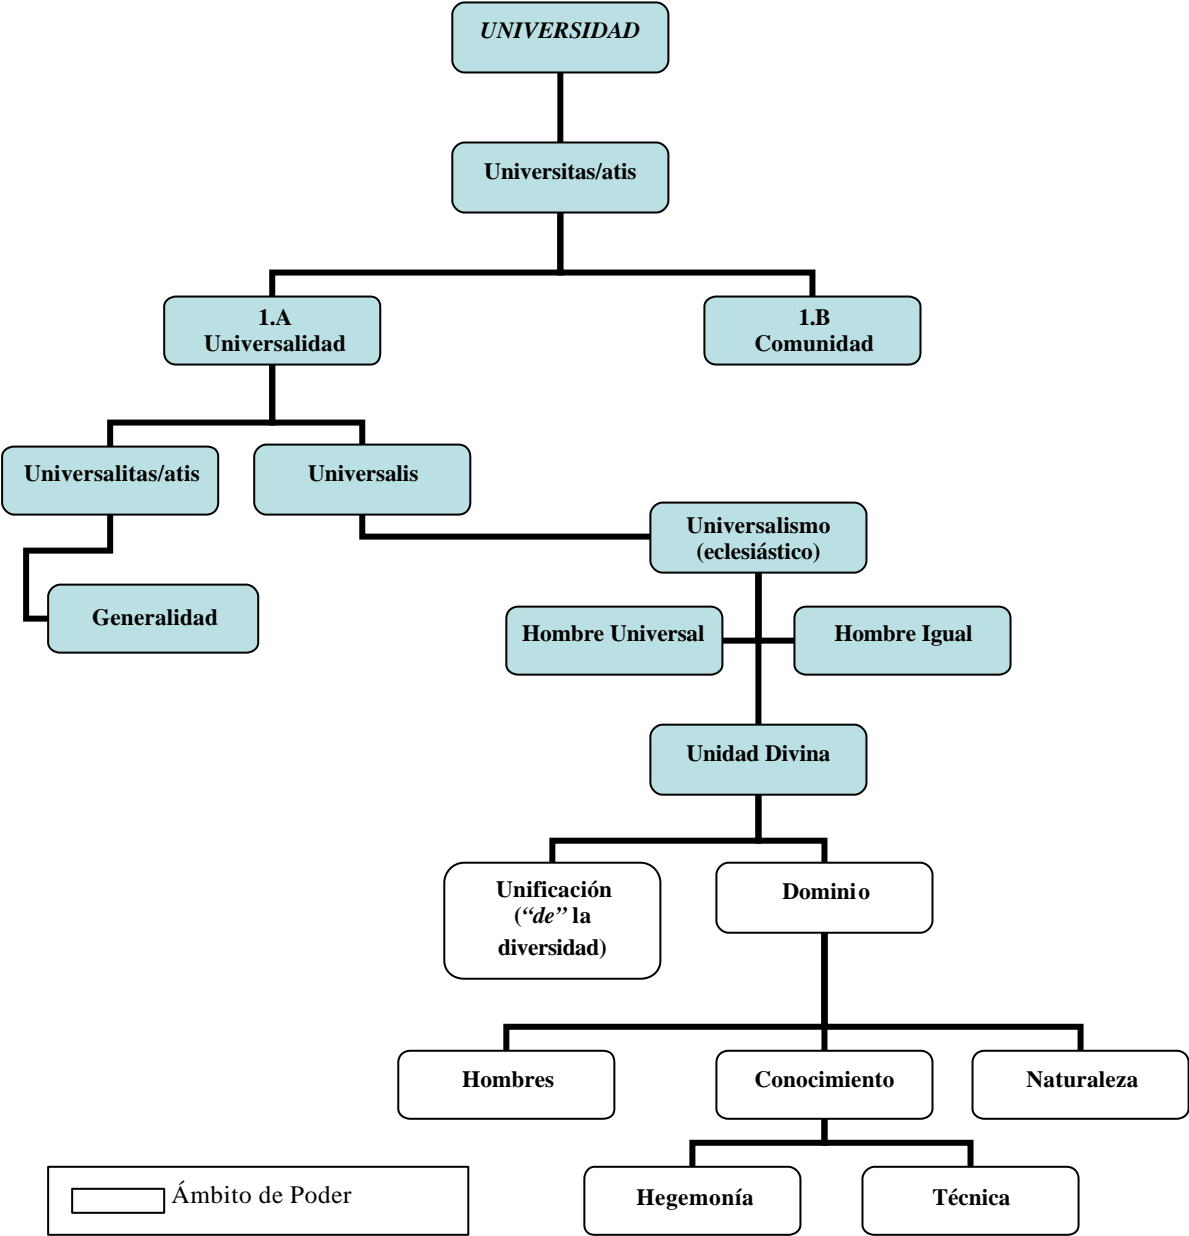 UNIVERSIDAD
Universitas/atis
1.A
Universalidad
1.B
Comunidad
Universalitas/atis
Universalis
Universalismo
(eclesiástico)
Generalidad
Hombre Universal
Hombre Igual
Unidad Divina
Unificación
(“de” la
diversidad)
Dominio
Hombres
Conocimiento
Naturaleza
Hegemonía
Técnica
Ámbito de Poder